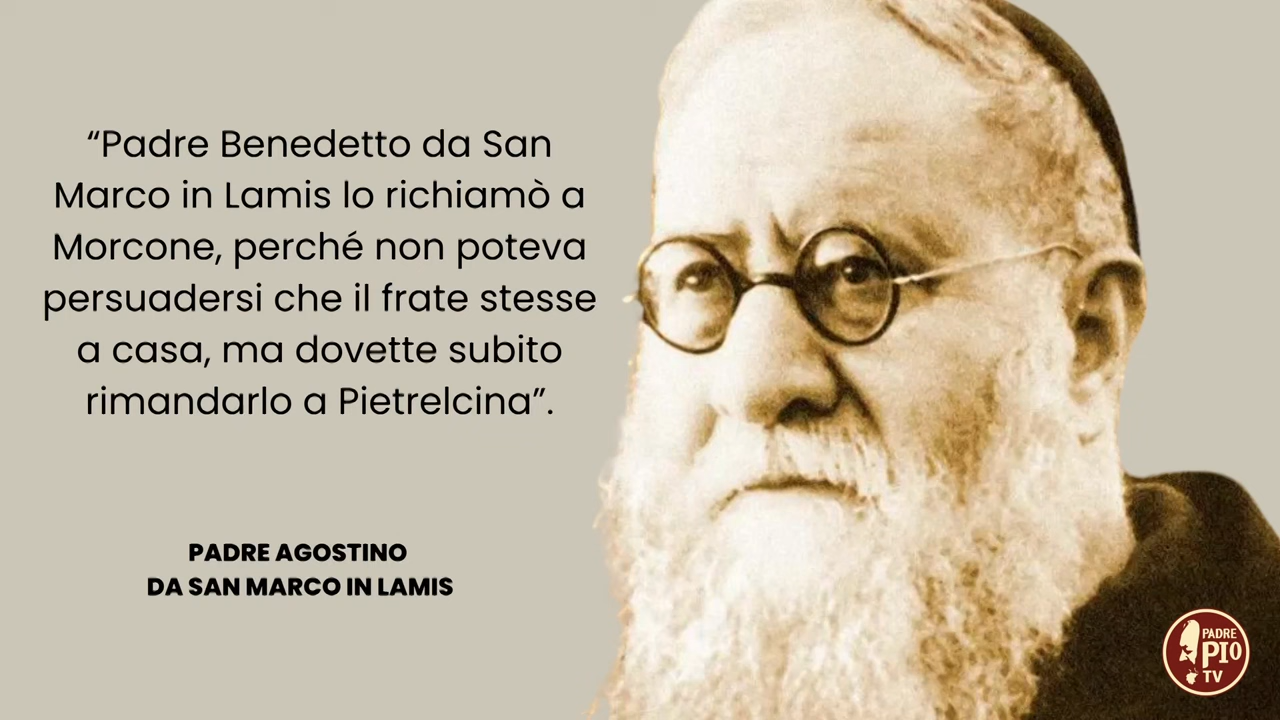 “Padre Benedetto da San
Marco in Lamis lo richiamò a
Morcone, perché non poteva
persuadersi che il frate stesse
a casa, ma dovette subito
rimandarlo a Pietrelcina”.
PADRE AGOSTINO
DA SAN MARCO IN LAMIS
PADRE
PIO
TV